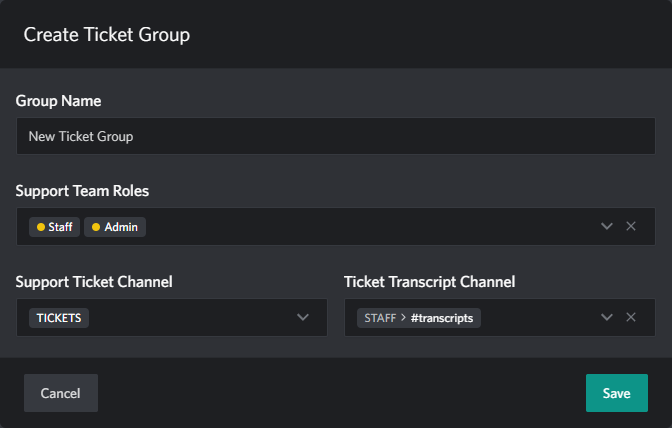 Create Ticket Group
Group Name
New Ticket Group
Support Team Roles
Staff Admin
Support Ticket Channel Ticket Transcript Channel
TICKETS STAFF > #transcripts
Cancel Save